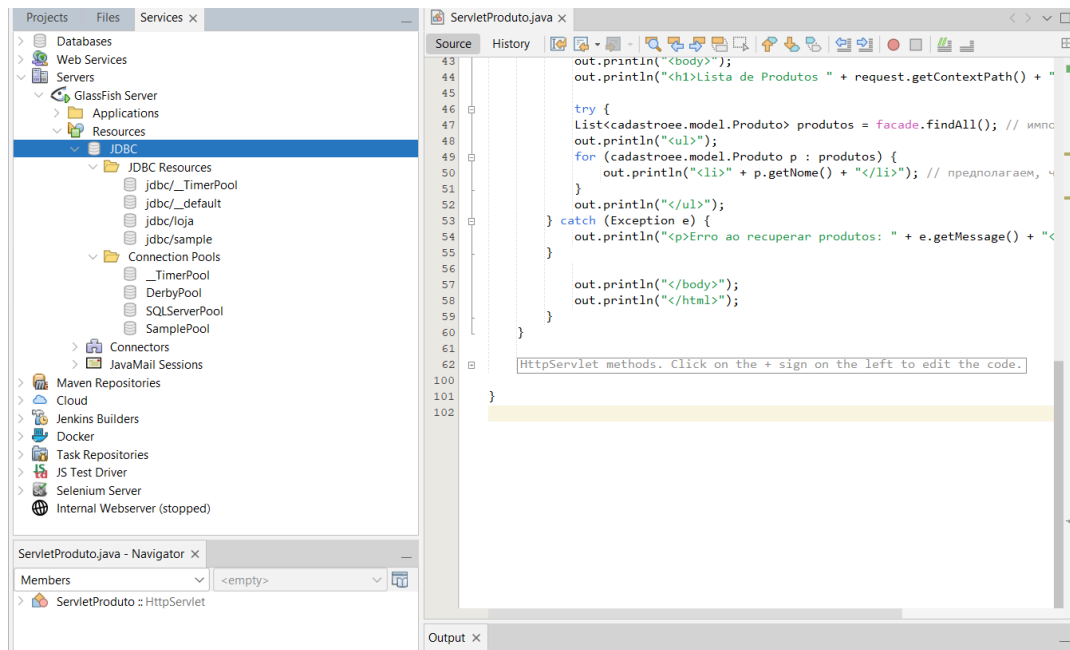 Projects Files Services
Databases
Web Services
Servers
GlassFish Server
Applications
Resources
JDBC
JDBC Resources
jdbc/__TimerPool
jdbc/__default
jdbc/loja
jdbc/sample
Connection Pools
__TimerPool
DerbyPool
SQLServerPool
SamplePool
Connectors
JavaMail Sessions
Maven Repositories
Cloud
Jenkins Builders
Docker
Task Repositories
JS Test Driver
Selenium Server
Internal Webserver (stopped)
ServletProduto.java - Navigator
Members <empty>
ServletProduto :: HttpServlet
ServletProduto.java
Source History
43 out.println("<body>");
44 out.println("<h1>Lista de Produtos " + request.getContextPath() + "
45
46 try {
47 List<cadastroee.model.Produto> produtos = facade.findAll(); // импо
48 out.println("<ul>");
49 for (cadastroee.model.Produto p : produtos) {
50 out.println("<li>" + p.getNome() + "</li>"); // предполагаем, ч
51 }
52 out.println("</ul>");
53 } catch (Exception e) {
54 out.println("<p>Erro ao recuperar produtos: " + e.getMessage() + "<
55 }
56
57 out.println("</body>");
58 out.println("</html>");
59 }
60 }
61
62 HttpServlet methods. Click on the + sign on the left to edit the code.
100
101 }
102
Output